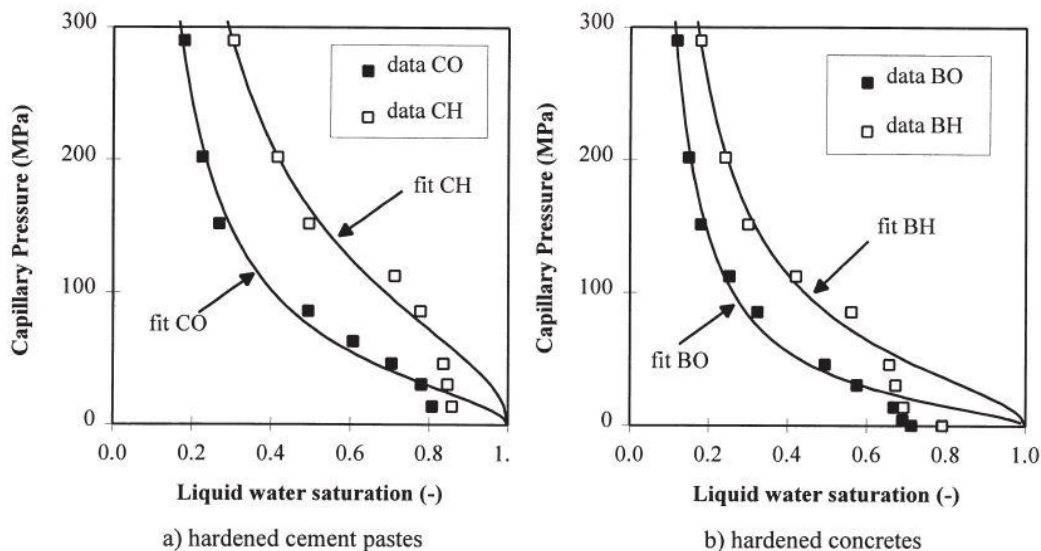 300
200
100
0
Capillary Pressure (MPa)
data CO
data CH
fit CH
fit CO
0.0 0.2 0.4 0.6 0.8 1.
Liquid water saturation (-)
a) hardened cement pastes
300
200
100
0
Capillary Pressure (MPa)
data BO
data BH
fit BH
fit BO
0.0 0.2 0.4 0.6 0.8 1.0
Liquid water saturation (-)
b) hardened concretes